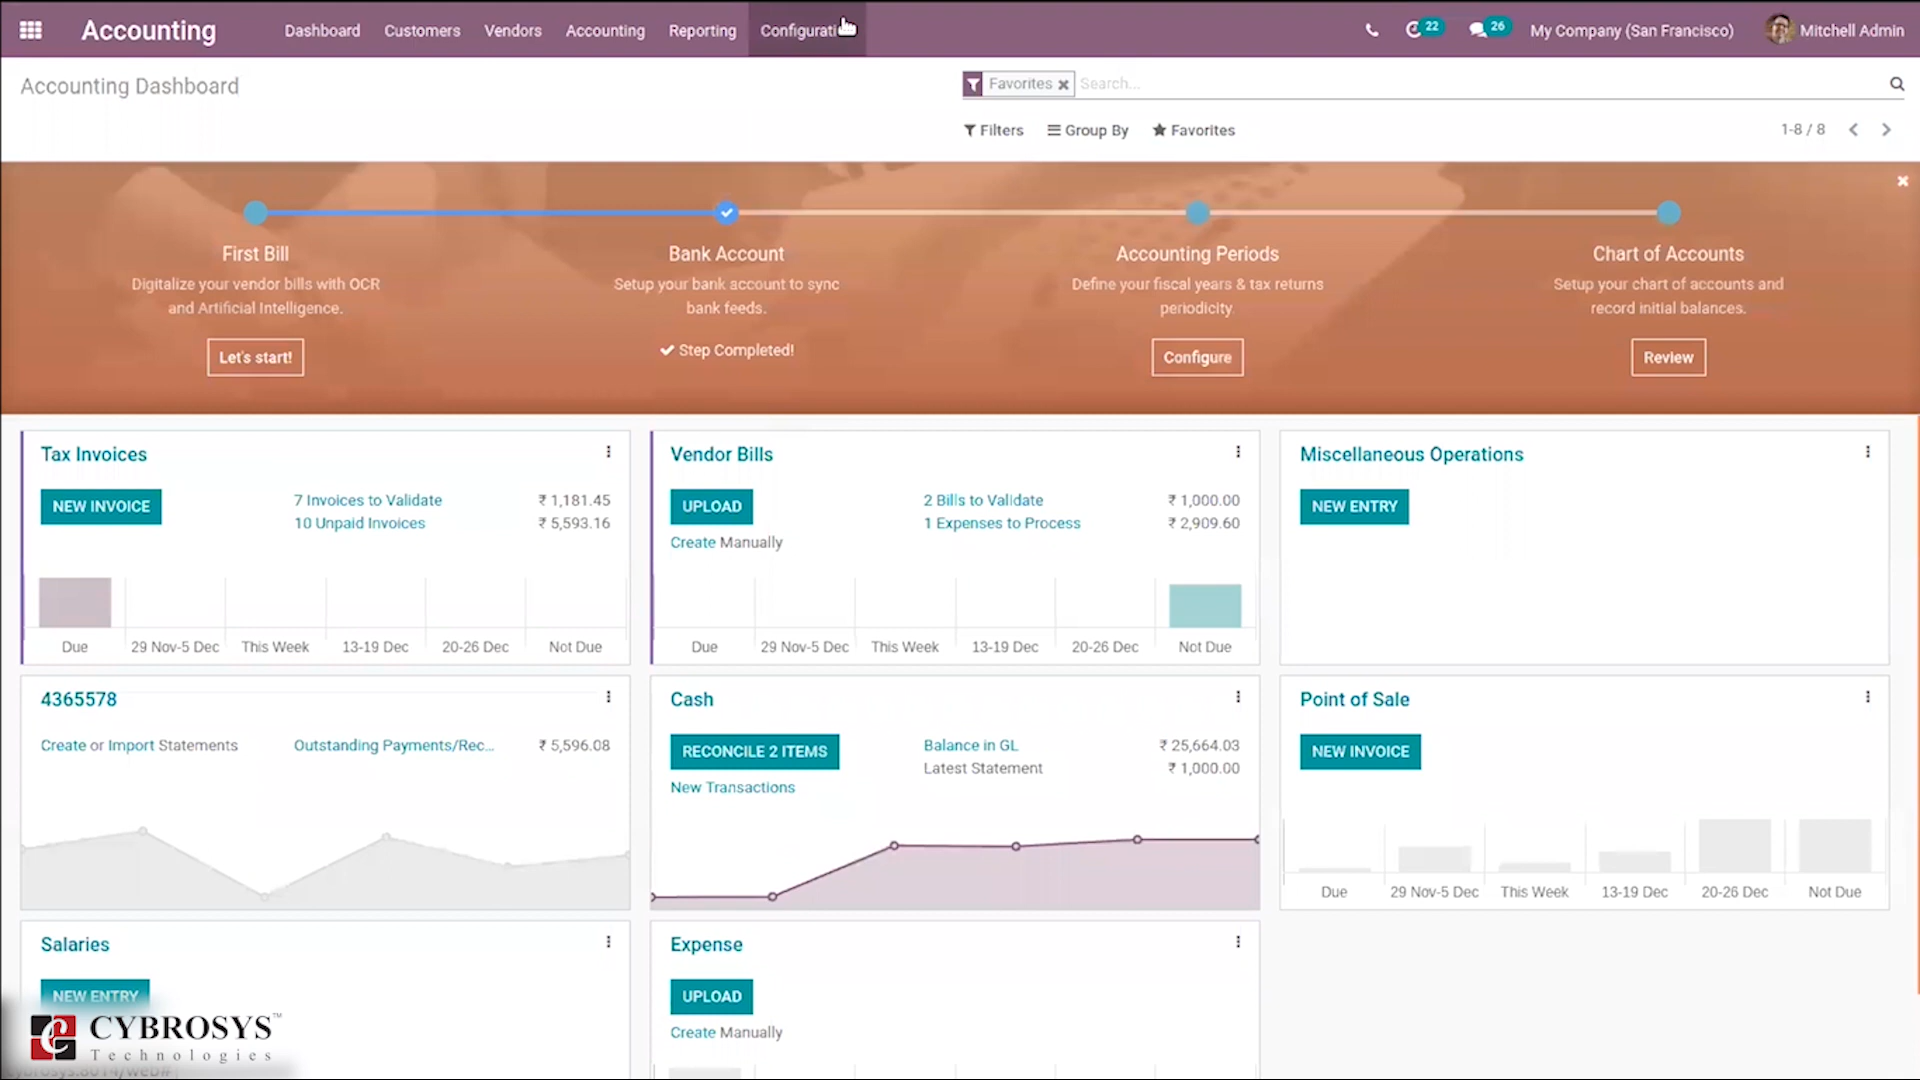 Accounting
Dashboard
Customers
Vendors
Accounting
Reporting
Configurati
22
26
My Company (San Francisco)
Mitchell Admin
Accounting Dashboard
Favorites
Search...
Filters
Group By
Favorites
1-8 / 8
First Bill
Digitalize your vendor bills with OCR
and Artificial Intelligence.
Let's start!
Bank Account
Setup your bank account to sync
bank feeds.
Step Completed!
Accounting Periods
Define your fiscal years & tax returns
periodicity
Configure
Chart of Accounts
Setup your chart of accounts and
record initial balances.
Review
Tax Invoices
NEW INVOICE
7 Invoices to Validate ₹ 1,181.45
10 Unpaid Invoices ₹ 5,593.16
Due 29 Nov-5 Dec This Week 13-19 Dec 20-26 Dec Not Due
Vendor Bills
UPLOAD
Create Manually
2 Bills to Validate ₹ 1,000.00
1 Expenses to Process ₹ 2,909.60
Due 29 Nov-5 Dec This Week 13-19 Dec 20-26 Dec Not Due
Miscellaneous Operations
NEW ENTRY
4365578
Create or Import Statements
Outstanding Payments/Rec... ₹ 5,596.08
Cash
RECONCILE 2 ITEMS
New Transactions
Balance in GL ₹ 25,664.03
Latest Statement ₹ 1,000.00
Point of Sale
NEW INVOICE
Due 29 Nov-5 Dec This Week 13-19 Dec 20-26 Dec Not Due
Salaries
NEW ENTRY
Expense
UPLOAD
Create Manually
CYBROSYS™
Technologies
cybrosys:8014/web#